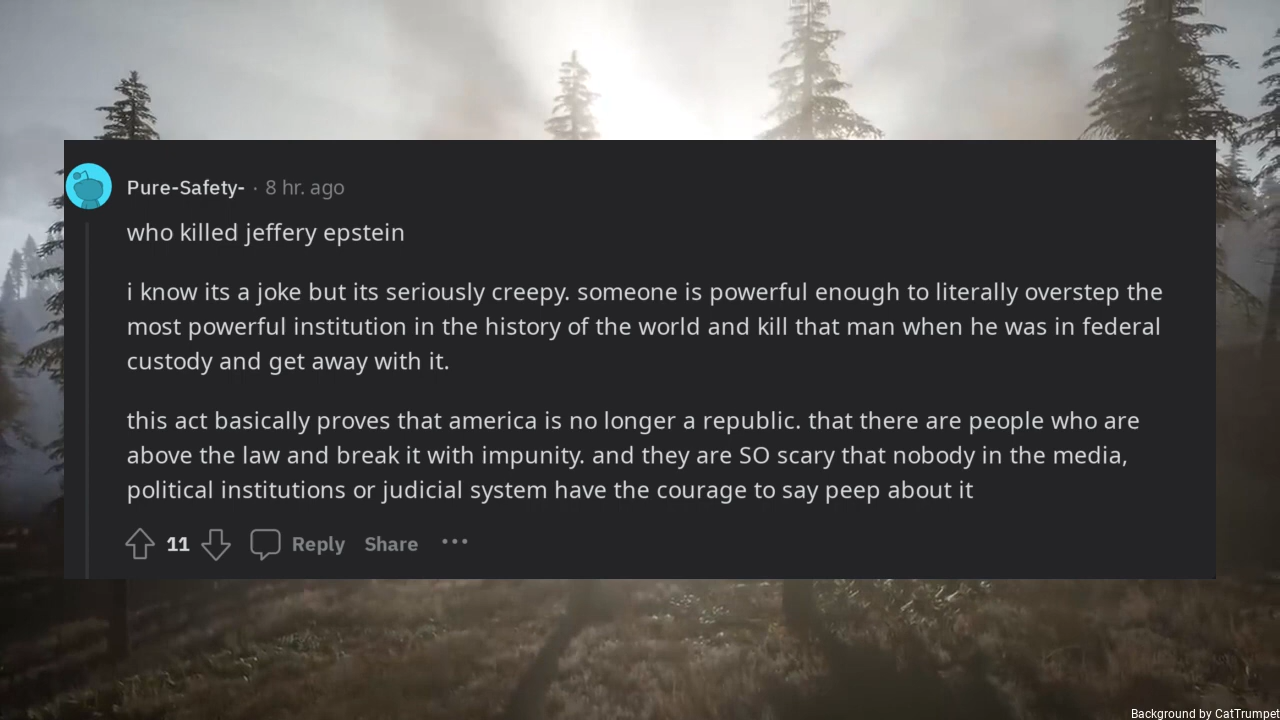 Pure-Safety- · 8 hr. ago
who killed jeffery epstein
i know its a joke but its seriously creepy. someone is powerful enough to literally overstep the
most powerful institution in the history of the world and kill that man when he was in federal
custody and get away with it.
this act basically proves that america is no longer a republic. that there are people who are
above the law and break it with impunity. and they are SO scary that nobody in the media,
political institutions or judicial system have the courage to say peep about it
11 Reply Share ···
Background by CatTrumpet